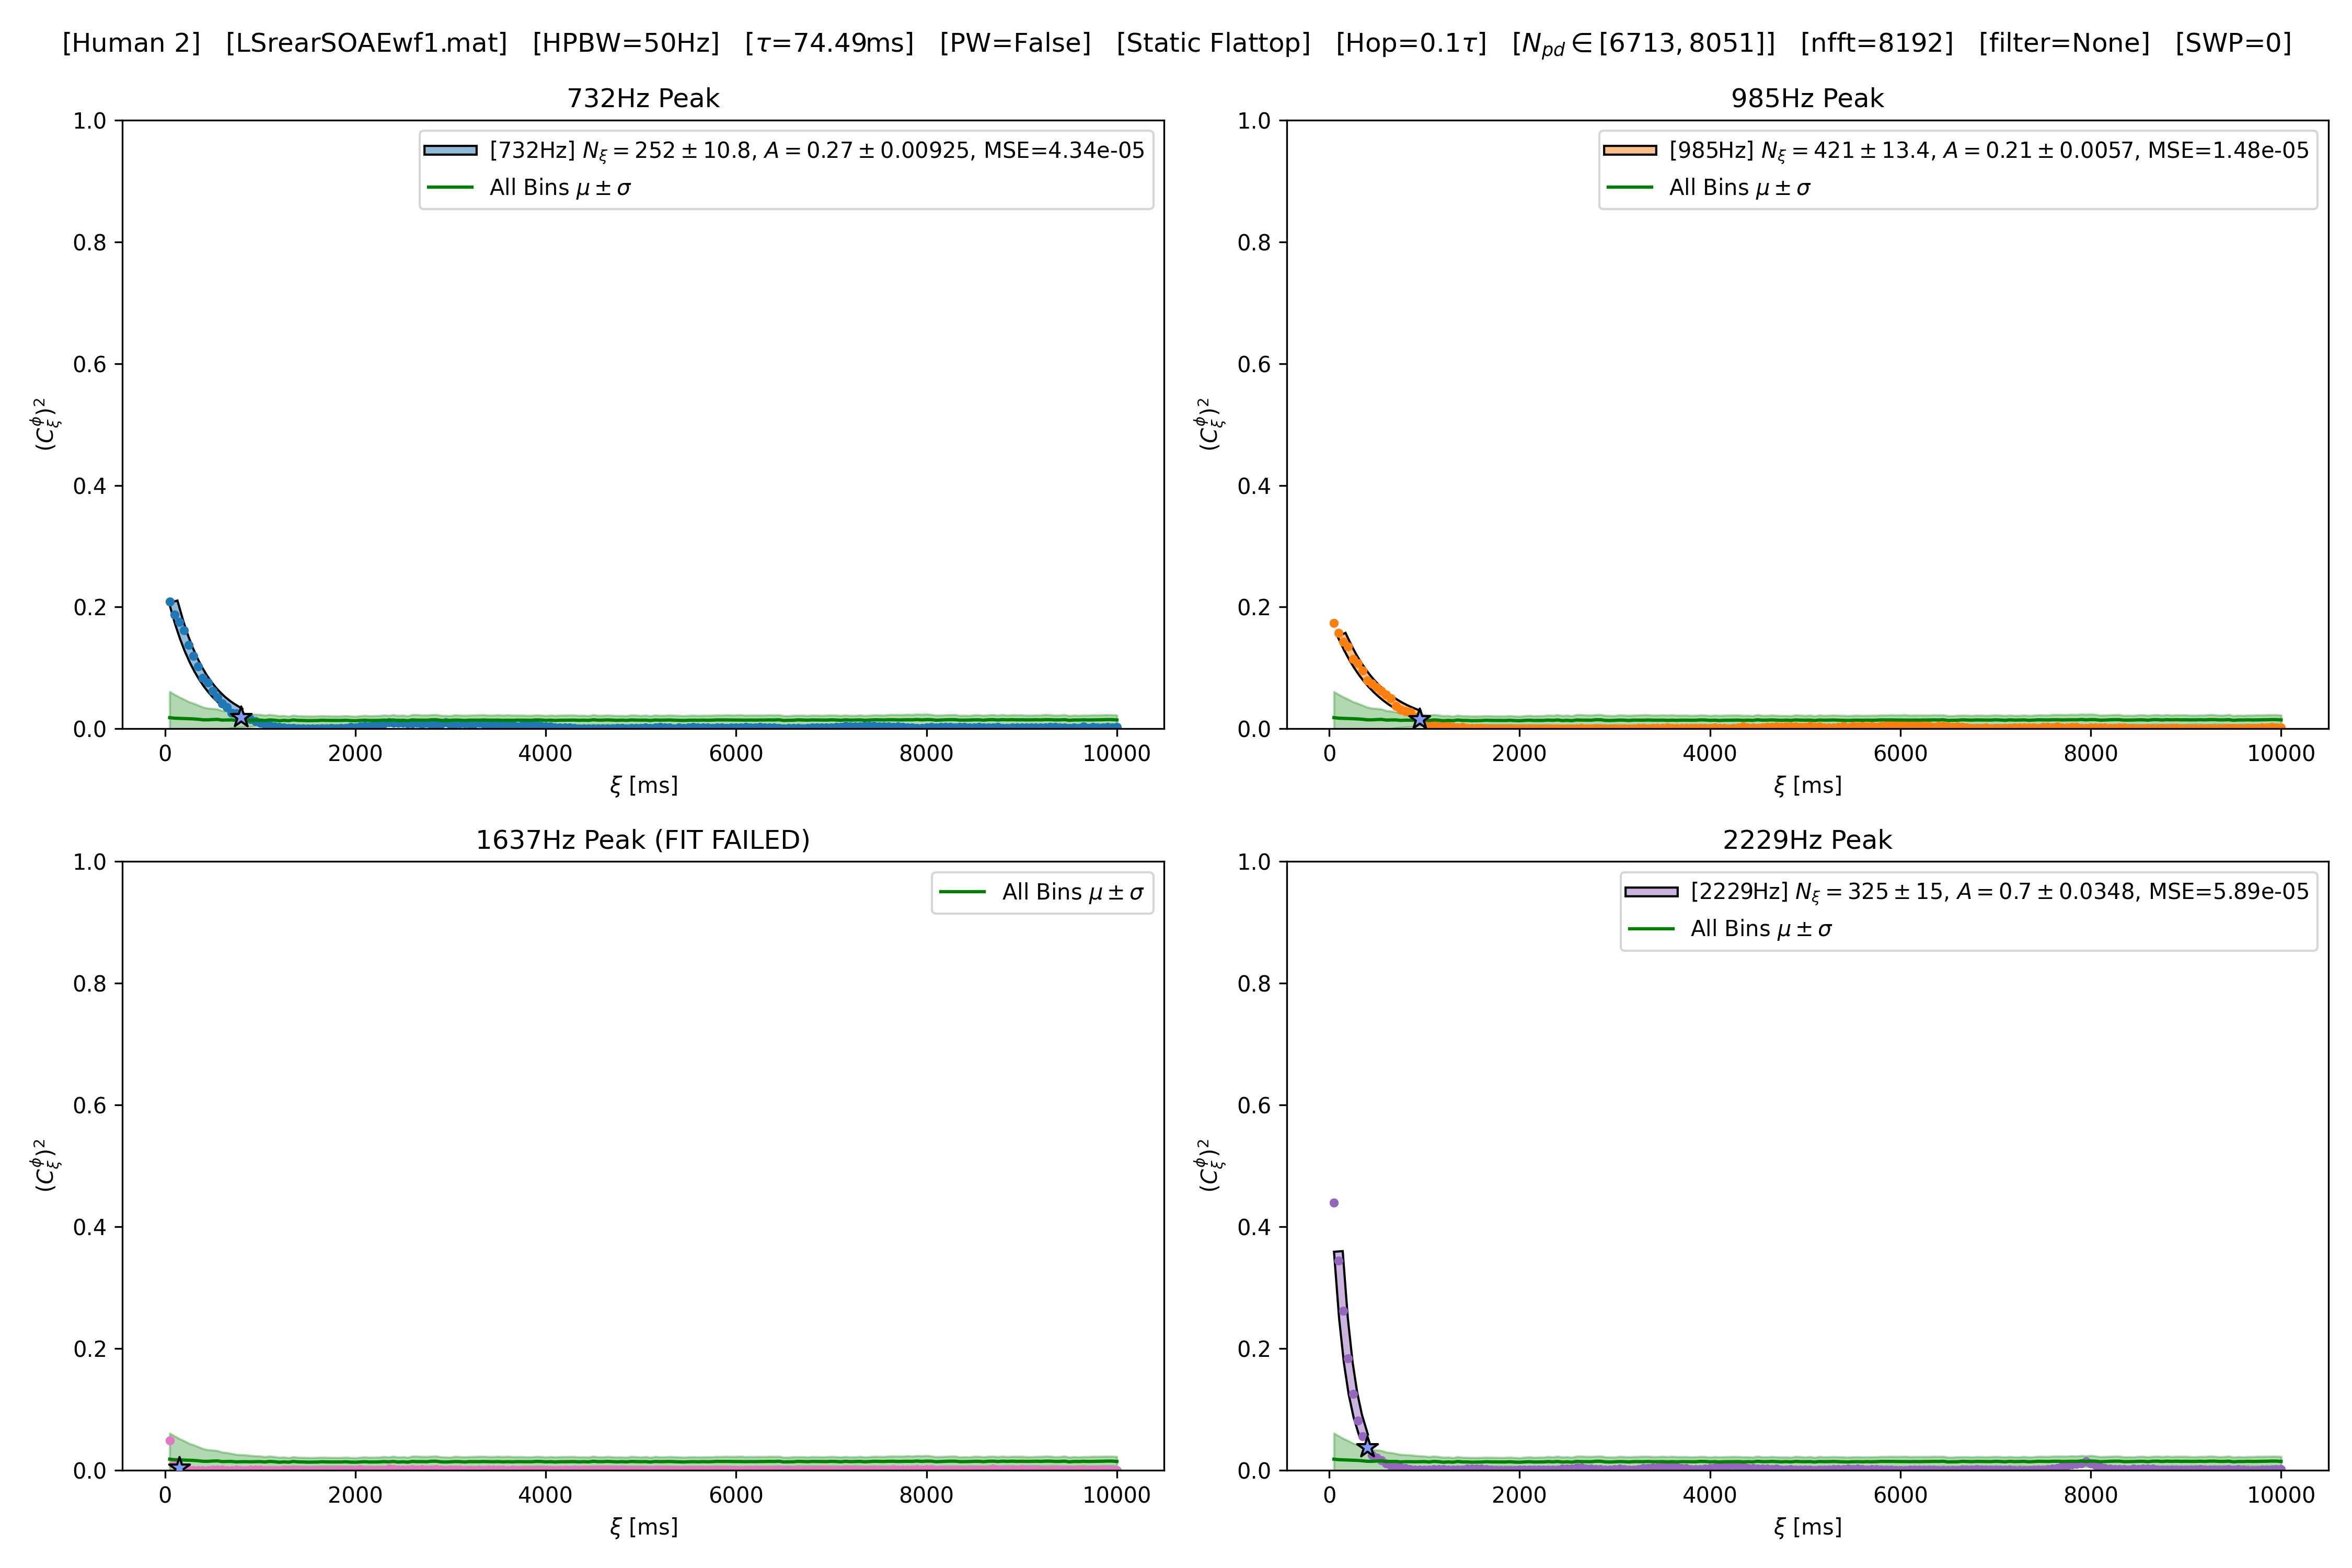 [Human 2] [LSrearSOAEwf1.mat] [HPBW=50Hz] [τ=74.49ms] [PW=False] [Static Flattop] [Hop=0.1τ] [N_pd ∈ [6713, 8051]] [nfft=8192] [filter=None] [SWP=0]
732Hz Peak
[732Hz] N_ξ = 252 ± 10.8, A = 0.27 ± 0.00925, MSE=4.34e-05
All Bins μ ± σ
1.0
0.8
0.6
0.4
0.2
0.0
(C_ξ^ϕ)^2
0 2000 4000 6000 8000 10000
ξ [ms]
985Hz Peak
[985Hz] N_ξ = 421 ± 13.4, A = 0.21 ± 0.0057, MSE=1.48e-05
All Bins μ ± σ
1.0
0.8
0.6
0.4
0.2
0.0
(C_ξ^ϕ)^2
0 2000 4000 6000 8000 10000
ξ [ms]
1637Hz Peak (FIT FAILED)
All Bins μ ± σ
1.0
0.8
0.6
0.4
0.2
0.0
(C_ξ^ϕ)^2
0 2000 4000 6000 8000 10000
ξ [ms]
2229Hz Peak
[2229Hz] N_ξ = 325 ± 15, A = 0.7 ± 0.0348, MSE=5.89e-05
All Bins μ ± σ
1.0
0.8
0.6
0.4
0.2
0.0
(C_ξ^ϕ)^2
0 2000 4000 6000 8000 10000
ξ [ms]